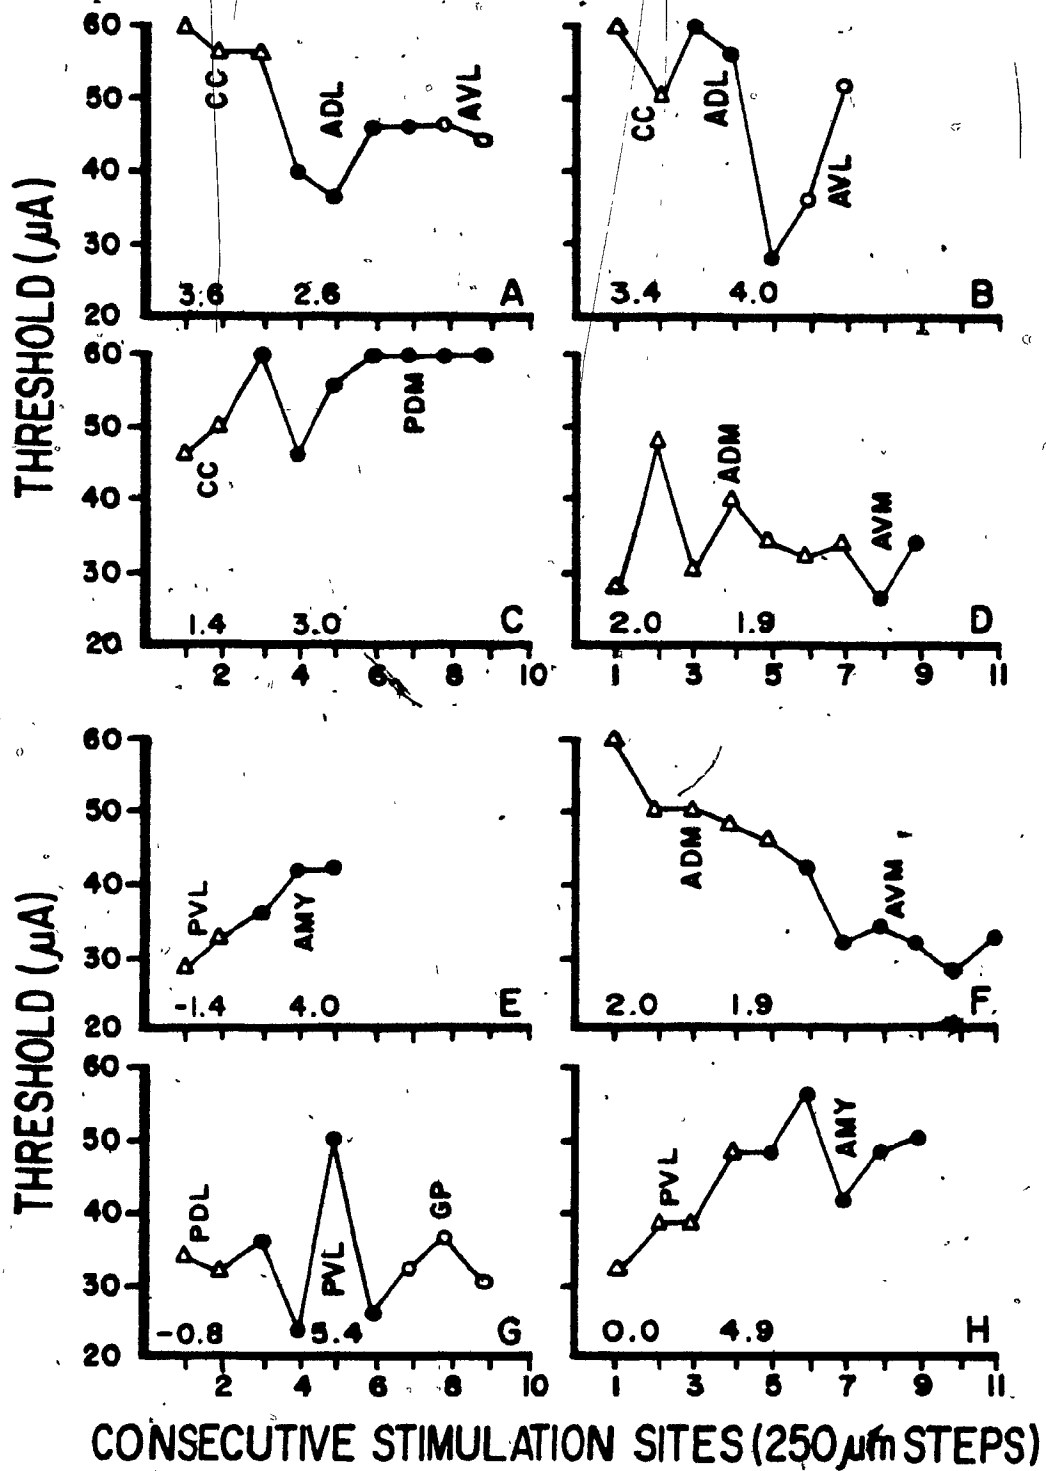 THRESHOLD (µA)
60
50
40
30
20
CC
ADL
AVL
3.6 2.6 A
CC
ADL
AVL
3.4 4.0 B
60
50
40
30
20
CC
PDM
1.4 3.0 C
2 4 6 8 10
ADM
AVM
2.0 1.9 D
1 3 5 7 9 11
THRESHOLD (µA)
60
50
40
30
20
PVL
AMY
-1.4 4.0 E
ADM
AVM
2.0 1.9 F
60
50
40
30
20
PDL
PVL
GP
-0.8 5.4 G
2 4 6 8 10
PVL
AMY
0.0 4.9 H
1 3 5 7 9 11
CONSECUTIVE STIMULATION SITES (250 µm STEPS)